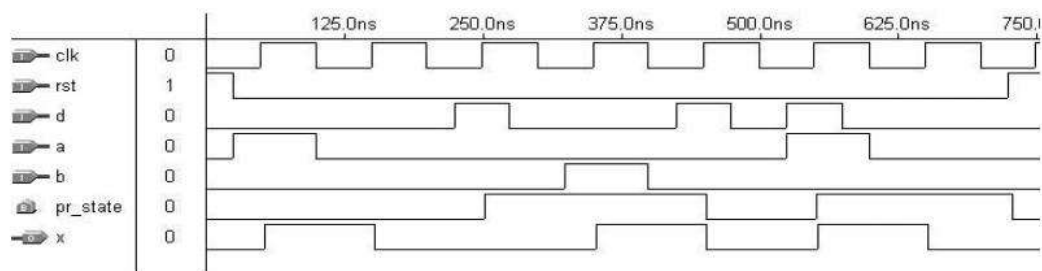 125.0ns 250.0ns 375.0ns 500.0ns 625.0ns 750.
clk 0
rst 1
d 0
a 0
b 0
pr_state 0
x 0